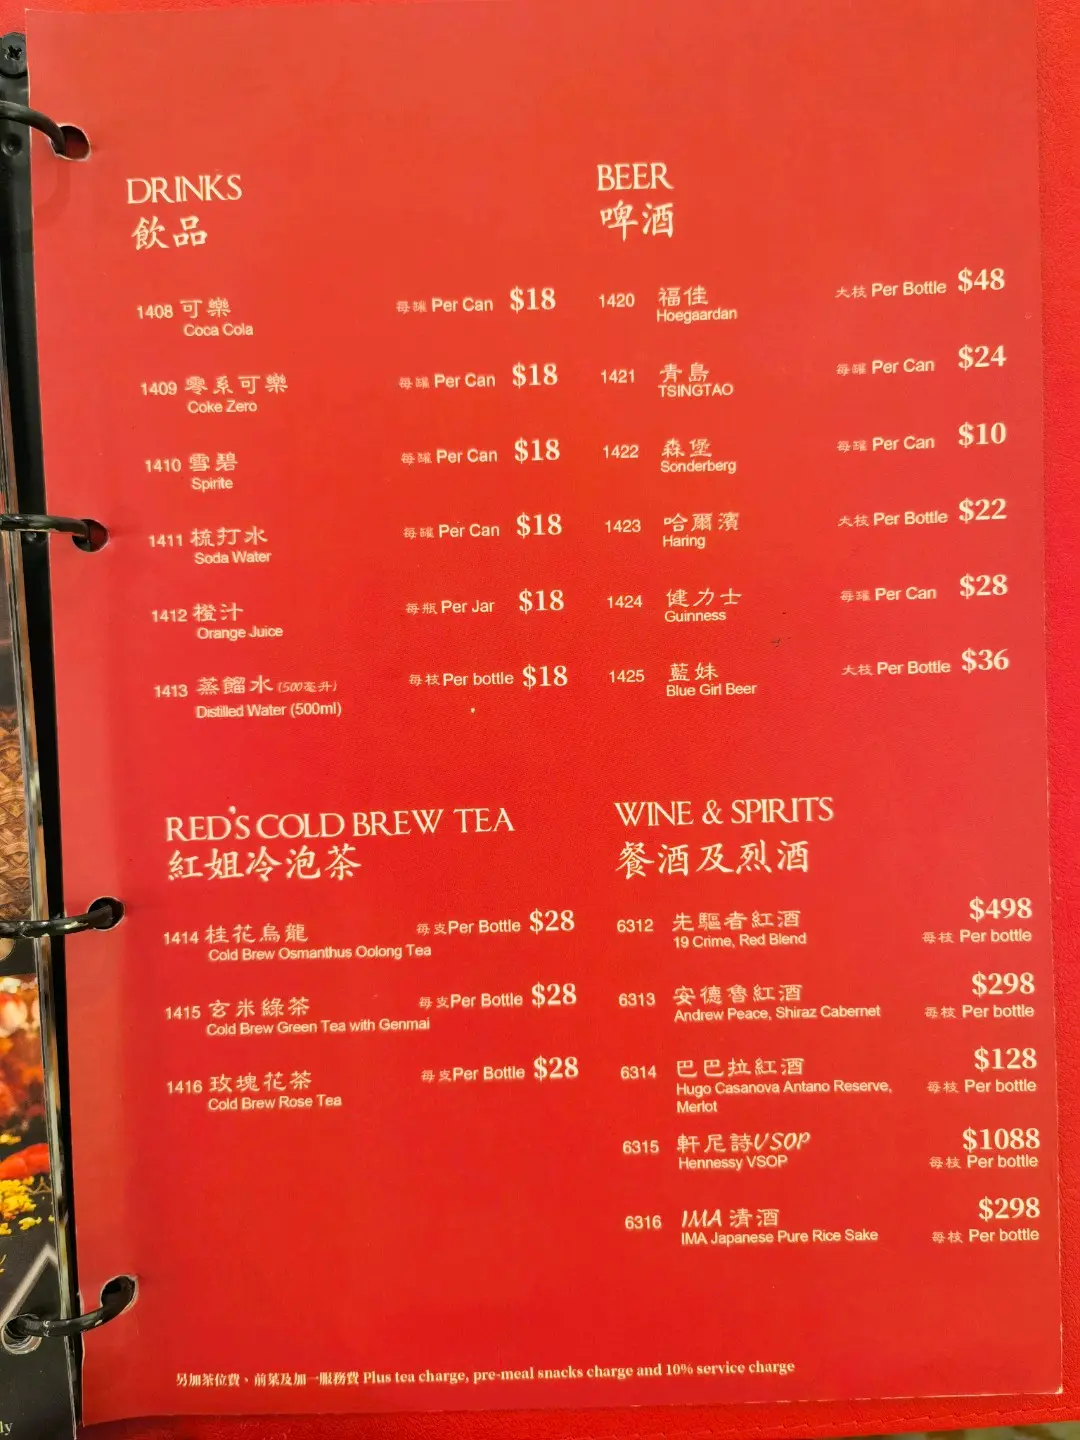 DRINKS
飲品
1408 可樂 每罐 Per Can $18
Coca Cola
1409 零系可樂 每罐 Per Can $18
Coke Zero
1410 雪碧 每罐 Per Can $18
Spirite
1411 梳打水 每罐 Per Can $18
Soda Water
1412 橙汁 每瓶 Per Jar $18
Orange Juice
1413 蒸餾水 (500毫升) 每枝 Per bottle $18
Distilled Water (500ml)
BEER
啤酒
1420 福佳 大枝 Per Bottle $48
Hoegaardan
1421 青島 每罐 Per Can $24
TSINGTAO
1422 森堡 每罐 Per Can $10
Sonderberg
1423 哈爾濱 大枝 Per Bottle $22
Haring
1424 健力士 每罐 Per Can $28
Guinness
1425 藍妹 大枝 Per Bottle $36
Blue Girl Beer
RED'S COLD BREW TEA
紅姐冷泡茶
1414 桂花烏龍 每支 Per Bottle $28
Cold Brew Osmanthus Oolong Tea
1415 玄米綠茶 每支 Per Bottle $28
Cold Brew Green Tea with Genmai
1416 玫瑰花茶 每支 Per Bottle $28
Cold Brew Rose Tea
WINE & SPIRITS
餐酒及烈酒
6312 先驅者紅酒 $498
19 Crime, Red Blend 每枝 Per bottle
6313 安德魯紅酒 $298
Andrew Peace, Shiraz Cabernet 每枝 Per bottle
6314 巴巴拉紅酒 $128
Hugo Casanova Antano Reserve, 每枝 Per bottle
Merlot
6315 軒尼詩VSOP $1088
Hennessy VSOP 每枝 Per bottle
6316 IMA 清酒 $298
IMA Japanese Pure Rice Sake 每枝 Per bottle
另加茶位費、前菜及加一服務費 Plus tea charge, pre-meal snacks charge and 10% service charge
ly